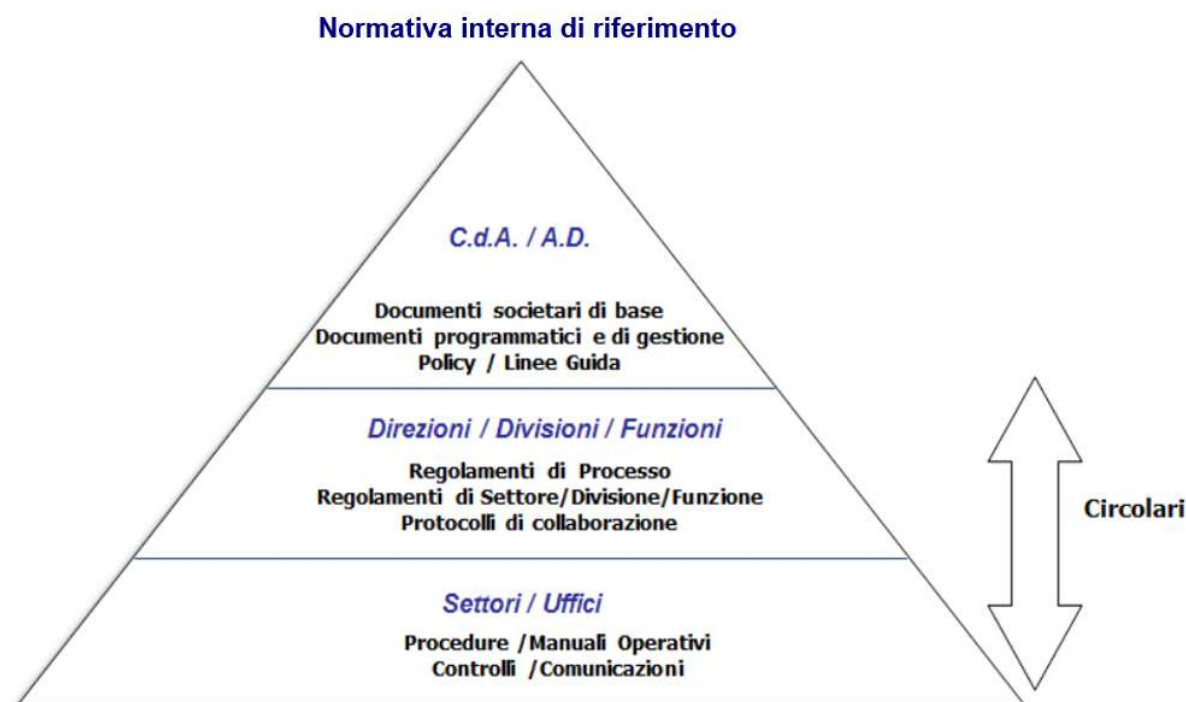 Normativa interna di riferimento
C.d.A. / A.D.
Documenti societari di base
Documenti programmatici e di gestione
Policy / Linee Guida
Direzioni / Divisioni / Funzioni
Regolamenti di Processo
Regolamenti di Settore/Divisione/Funzione
Protocolli di collaborazione
Circolari
Settori / Uffici
Procedure /Manuali Operativi
Controlli /Comunicazioni